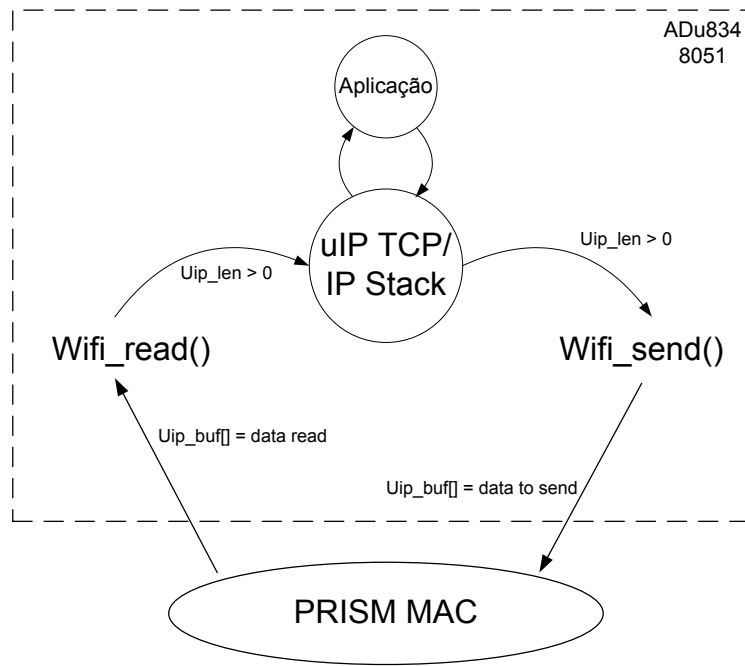 ADu834
8051
Aplicação
uIP TCP/
IP Stack
Uip_len > 0
Uip_len > 0
Wifi_read()
Wifi_send()
Uip_buf[] = data read
Uip_buf[] = data to send
PRISM MAC